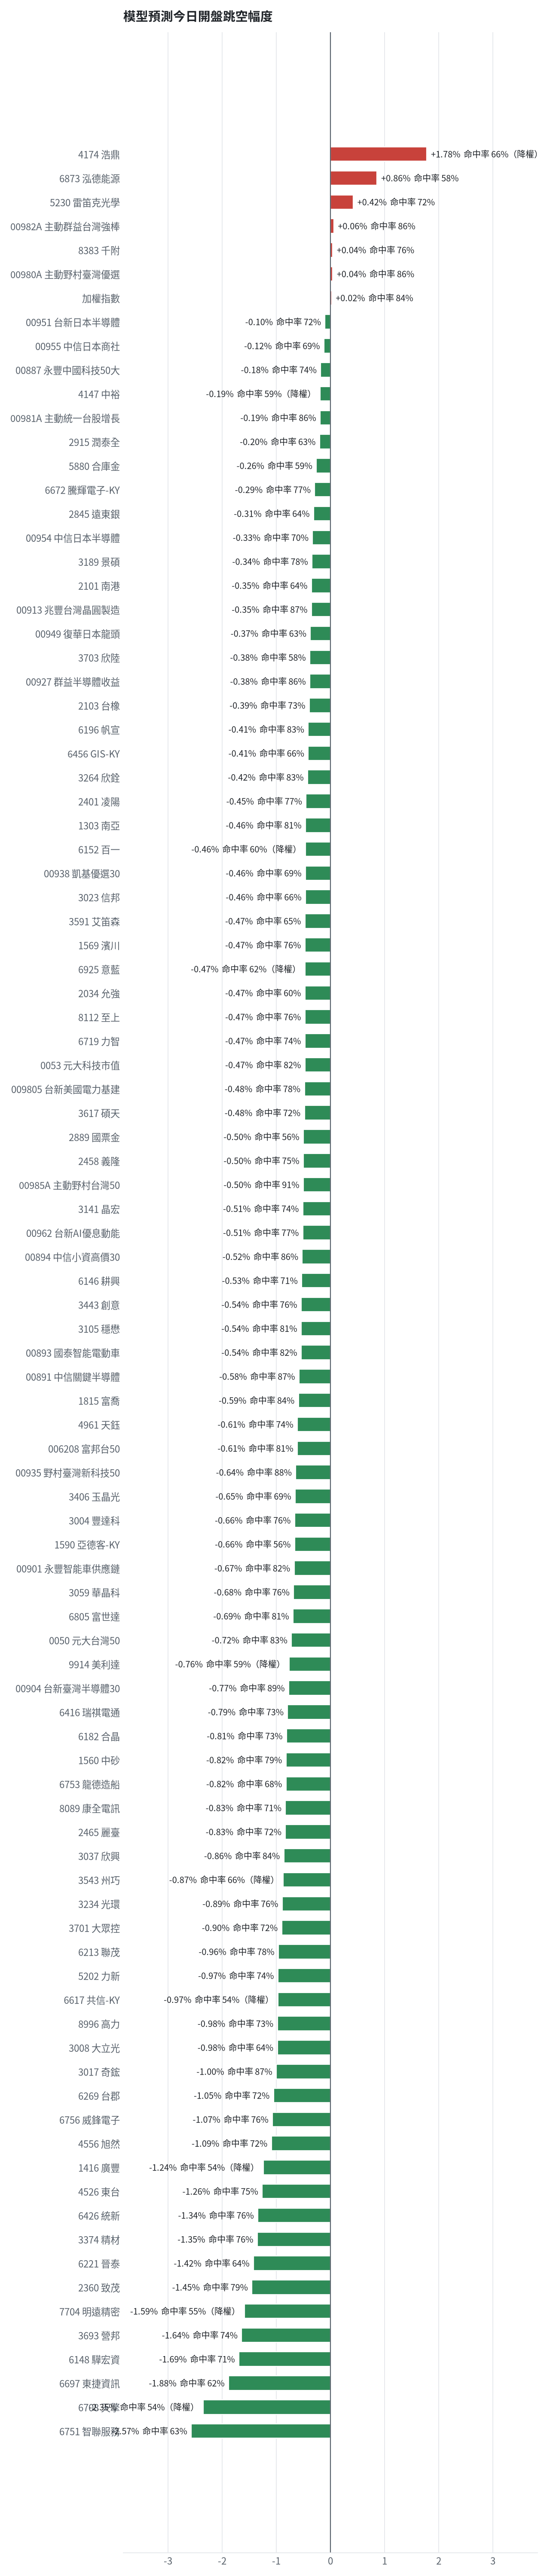 模型預測今日開盤跳空幅度
4174 浩鼎 +1.78% 命中率 66%（降權）
6873 泓德能源 +0.86% 命中率 58%
5230 雷笛克光學 +0.42% 命中率 72%
00982A 主動群益台灣強棒 +0.06% 命中率 86%
8383 千附 +0.04% 命中率 76%
00980A 主動野村臺灣優選 +0.04% 命中率 86%
加權指數 +0.02% 命中率 84%
00951 台新日本半導體 -0.10% 命中率 72%
00955 中信日本商社 -0.12% 命中率 69%
00887 永豐中國科技50大 -0.18% 命中率 74%
4147 中裕 -0.19% 命中率 59%（降權）
00981A 主動統一台股增長 -0.19% 命中率 86%
2915 潤泰全 -0.20% 命中率 63%
5880 合庫金 -0.26% 命中率 59%
6672 騰輝電子-KY -0.29% 命中率 77%
2845 遠東銀 -0.31% 命中率 64%
00954 中信日本半導體 -0.33% 命中率 70%
3189 景碩 -0.34% 命中率 78%
2101 南港 -0.35% 命中率 64%
00913 兆豐台灣晶圓製造 -0.35% 命中率 87%
00949 復華日本龍頭 -0.37% 命中率 63%
3703 欣陸 -0.38% 命中率 58%
00927 群益半導體收益 -0.38% 命中率 86%
2103 台橡 -0.39% 命中率 73%
6196 帆宣 -0.41% 命中率 83%
6456 GIS-KY -0.41% 命中率 66%
3264 欣銓 -0.42% 命中率 83%
2401 凌陽 -0.45% 命中率 77%
1303 南亞 -0.46% 命中率 81%
6152 百一 -0.46% 命中率 60%（降權）
00938 凱基優選30 -0.46% 命中率 69%
3023 信邦 -0.46% 命中率 66%
3591 艾笛森 -0.47% 命中率 65%
1569 濱川 -0.47% 命中率 76%
6925 意藍 -0.47% 命中率 62%（降權）
2034 允強 -0.47% 命中率 60%
8112 至上 -0.47% 命中率 76%
6719 力智 -0.47% 命中率 74%
0053 元大科技市值 -0.47% 命中率 82%
009805 台新美國電力基建 -0.48% 命中率 78%
3617 碩天 -0.48% 命中率 72%
2889 國票金 -0.50% 命中率 56%
2458 義隆 -0.50% 命中率 75%
00985A 主動野村台灣50 -0.50% 命中率 91%
3141 晶宏 -0.51% 命中率 74%
00962 台新AI優息動能 -0.51% 命中率 77%
00894 中信小資高價30 -0.52% 命中率 86%
6146 耕興 -0.53% 命中率 71%
3443 創意 -0.54% 命中率 76%
3105 穩懋 -0.54% 命中率 81%
00893 國泰智能電動車 -0.54% 命中率 82%
00891 中信關鍵半導體 -0.58% 命中率 87%
1815 富喬 -0.59% 命中率 84%
4961 天鈺 -0.61% 命中率 74%
006208 富邦台50 -0.61% 命中率 81%
00935 野村臺灣新科技50 -0.64% 命中率 88%
3406 玉晶光 -0.65% 命中率 69%
3004 豐達科 -0.66% 命中率 76%
1590 亞德客-KY -0.66% 命中率 56%
00901 永豐智能車供應鏈 -0.67% 命中率 82%
3059 華晶科 -0.68% 命中率 76%
6805 富世達 -0.69% 命中率 81%
0050 元大台灣50 -0.72% 命中率 83%
9914 美利達 -0.76% 命中率 59%（降權）
00904 台新臺灣半導體30 -0.77% 命中率 89%
6416 瑞祺電通 -0.79% 命中率 73%
6182 合晶 -0.81% 命中率 73%
1560 中砂 -0.82% 命中率 79%
6753 龍德造船 -0.82% 命中率 68%
8089 康全電訊 -0.83% 命中率 71%
2465 麗臺 -0.83% 命中率 72%
3037 欣興 -0.86% 命中率 84%
3543 州巧 -0.87% 命中率 66%（降權）
3234 光環 -0.89% 命中率 76%
3701 大眾控 -0.90% 命中率 72%
6213 聯茂 -0.96% 命中率 78%
5202 力新 -0.97% 命中率 74%
6617 共信-KY -0.97% 命中率 54%（降權）
8996 高力 -0.98% 命中率 73%
3008 大立光 -0.98% 命中率 64%
3017 奇鋐 -1.00% 命中率 87%
6269 台郡 -1.05% 命中率 72%
6756 威鋒電子 -1.07% 命中率 76%
4556 旭然 -1.09% 命中率 72%
1416 廣豐 -1.24% 命中率 54%（降權）
4526 東台 -1.26% 命中率 75%
6426 統新 -1.34% 命中率 76%
3374 精材 -1.35% 命中率 76%
6221 晉泰 -1.42% 命中率 64%
2360 致茂 -1.45% 命中率 79%
7704 明遠精密 -1.59% 命中率 55%（降權）
3693 營邦 -1.64% 命中率 74%
6148 驊宏資 -1.69% 命中率 71%
6697 東捷資訊 -1.88% 命中率 62%
命中率 54%（降權）
6751 智聯服務 -2.57% 命中率 63%
-3 -2 -1 0 1 2 3